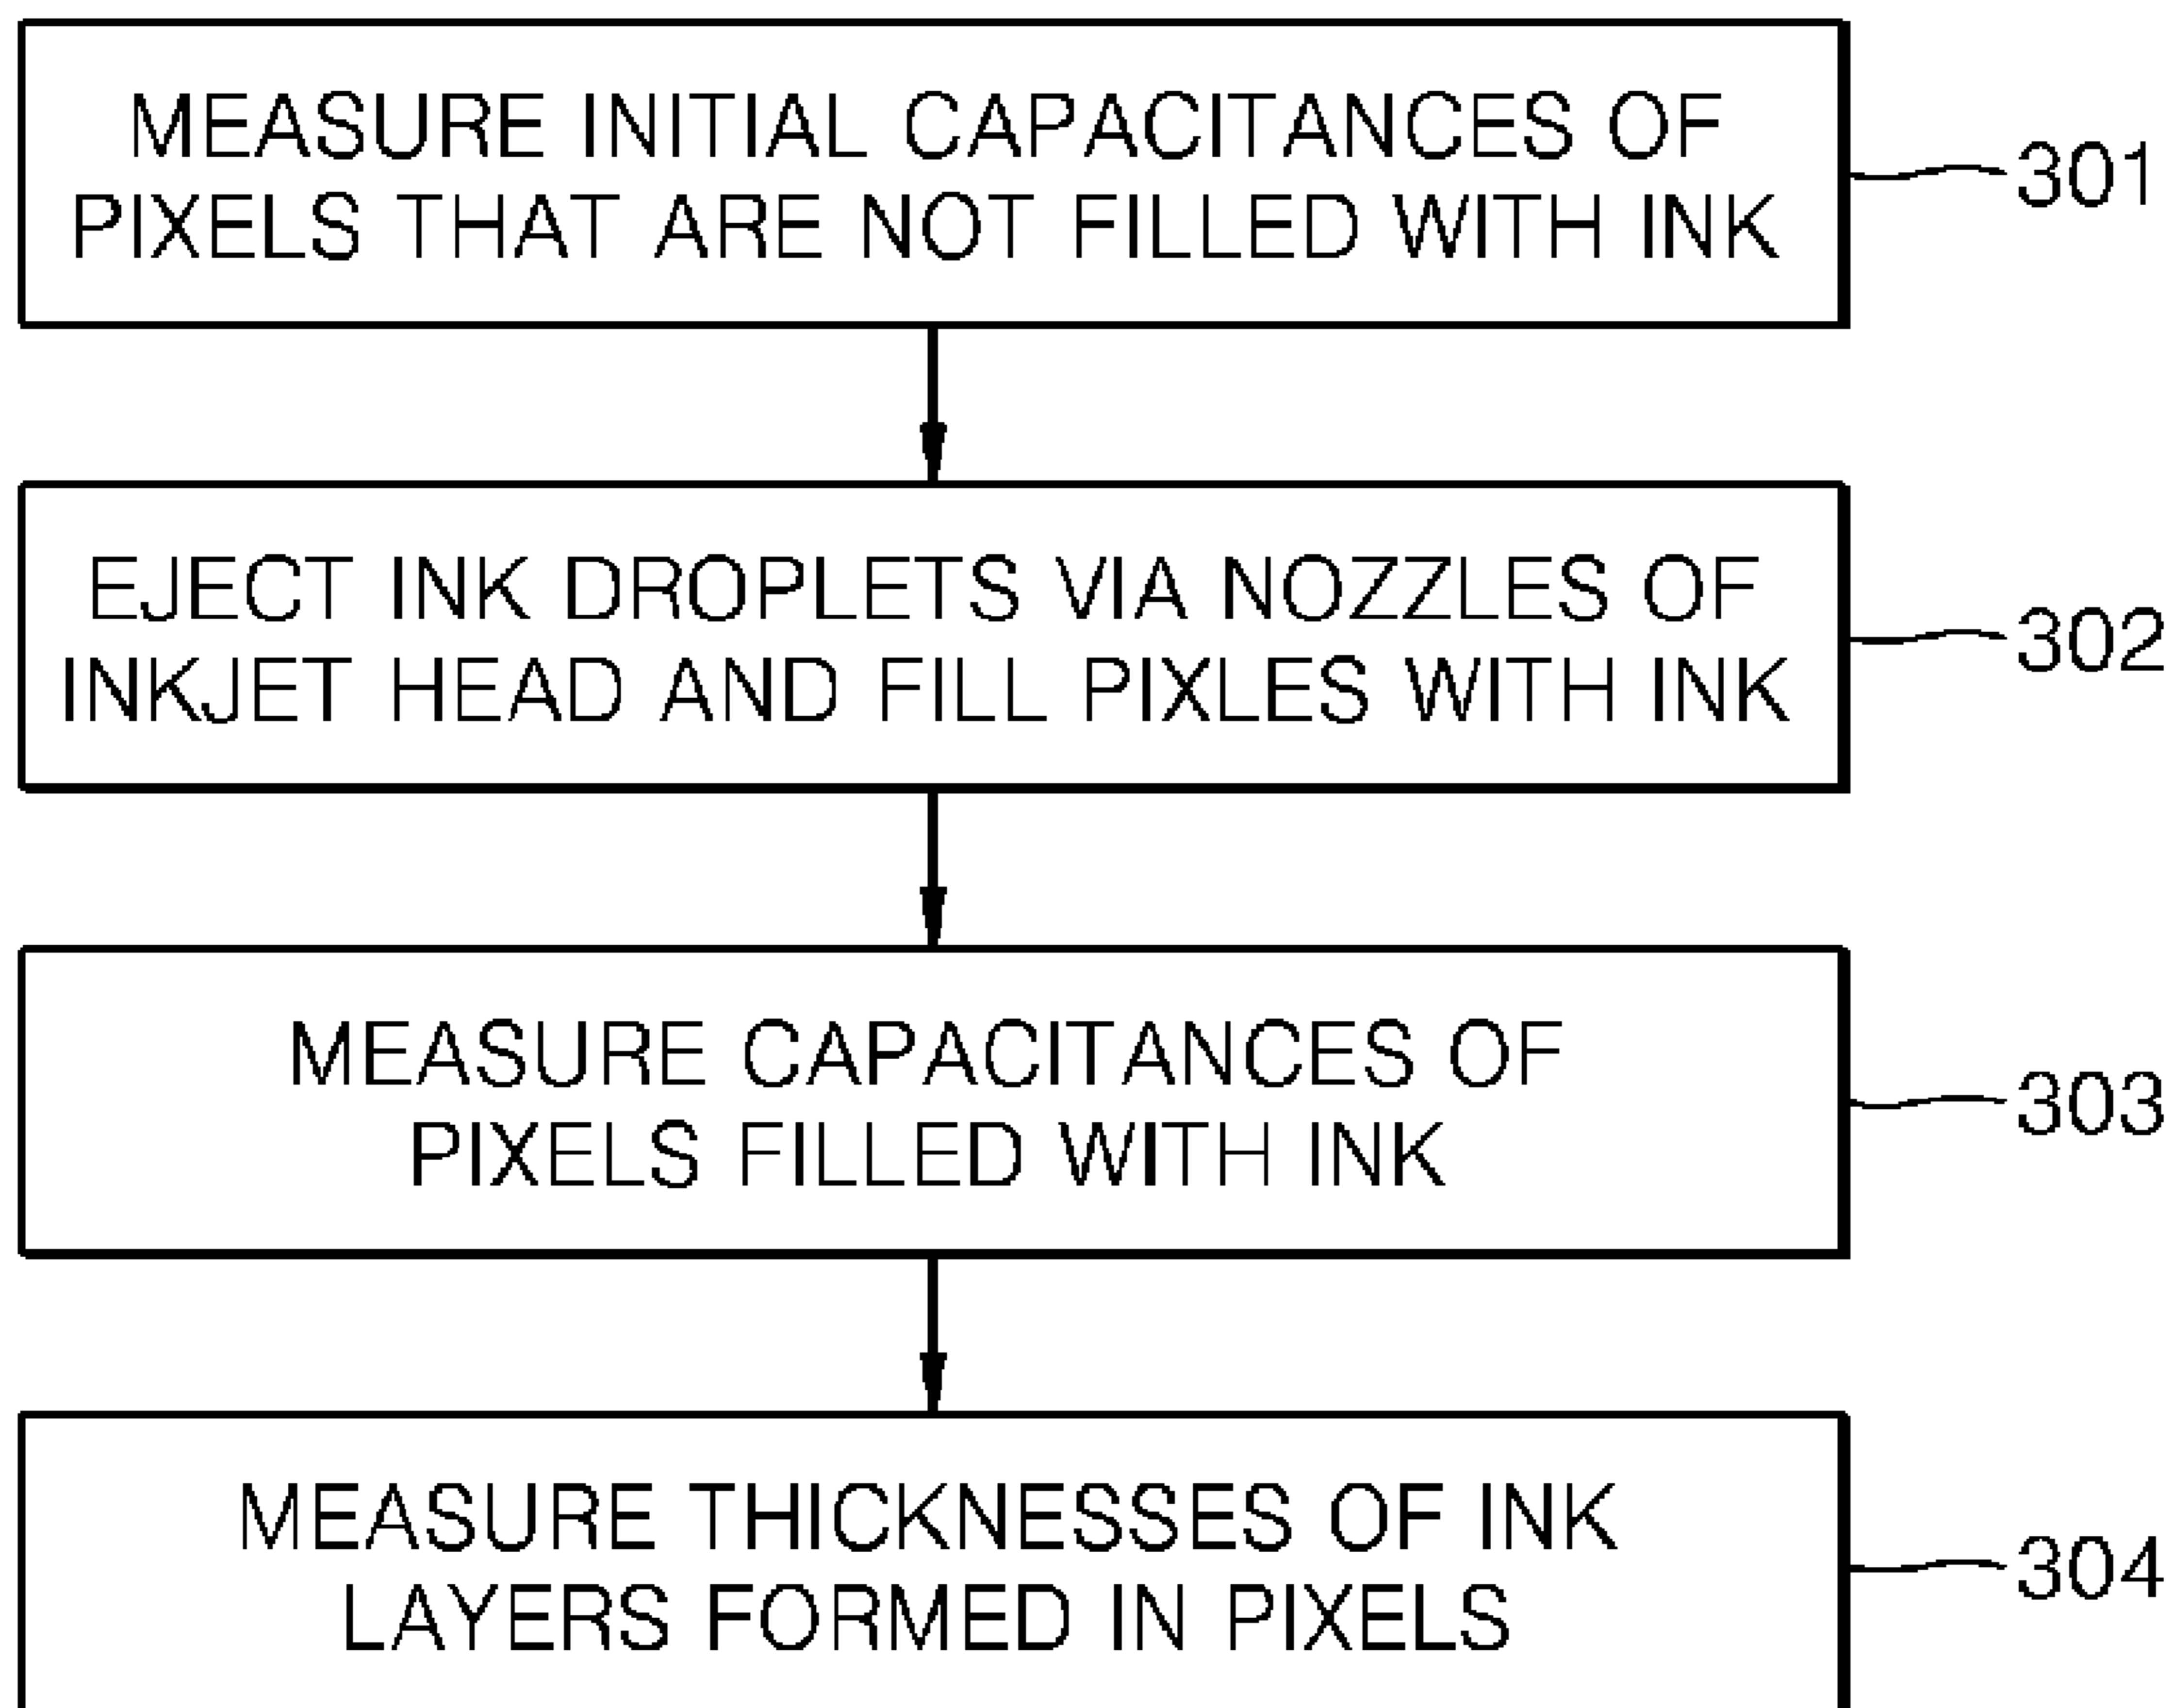 MEASURE INITIAL CAPACITANCES OF
PIXELS THAT ARE NOT FILLED WITH INK
301
EJECT INK DROPLETS VIA NOZZLES OF
INKJET HEAD AND FILL PIXLES WITH INK
302
MEASURE CAPACITANCES OF
PIXELS FILLED WITH INK
303
MEASURE THICKNESSES OF INK
LAYERS FORMED IN PIXELS
304